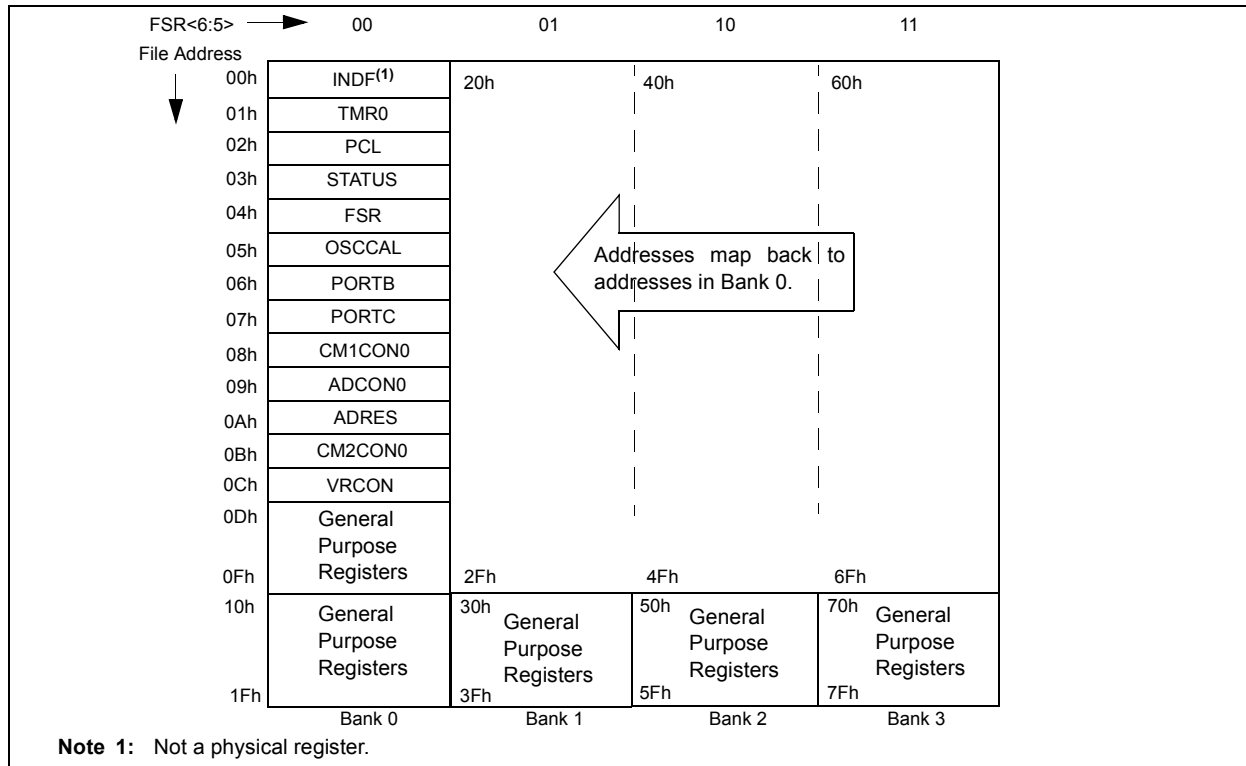 FSR<6:5> 00 01 10 11
File Address
00h INDF(1) 20h 40h 60h
01h TMR0
02h PCL
03h STATUS
04h FSR
05h OSCCAL
Addresses map back to
addresses in Bank 0.
06h PORTB
07h PORTC
08h CM1CON0
09h ADCON0
0Ah ADRES
0Bh CM2CON0
0Ch VRCON
0Dh General
Purpose
Registers
0Fh 2Fh 4Fh 6Fh
10h General
Purpose
Registers
1Fh
30h General
Purpose
Registers
3Fh
50h General
Purpose
Registers
5Fh
70h General
Purpose
Registers
7Fh
Bank 0 Bank 1 Bank 2 Bank 3
Note 1: Not a physical register.